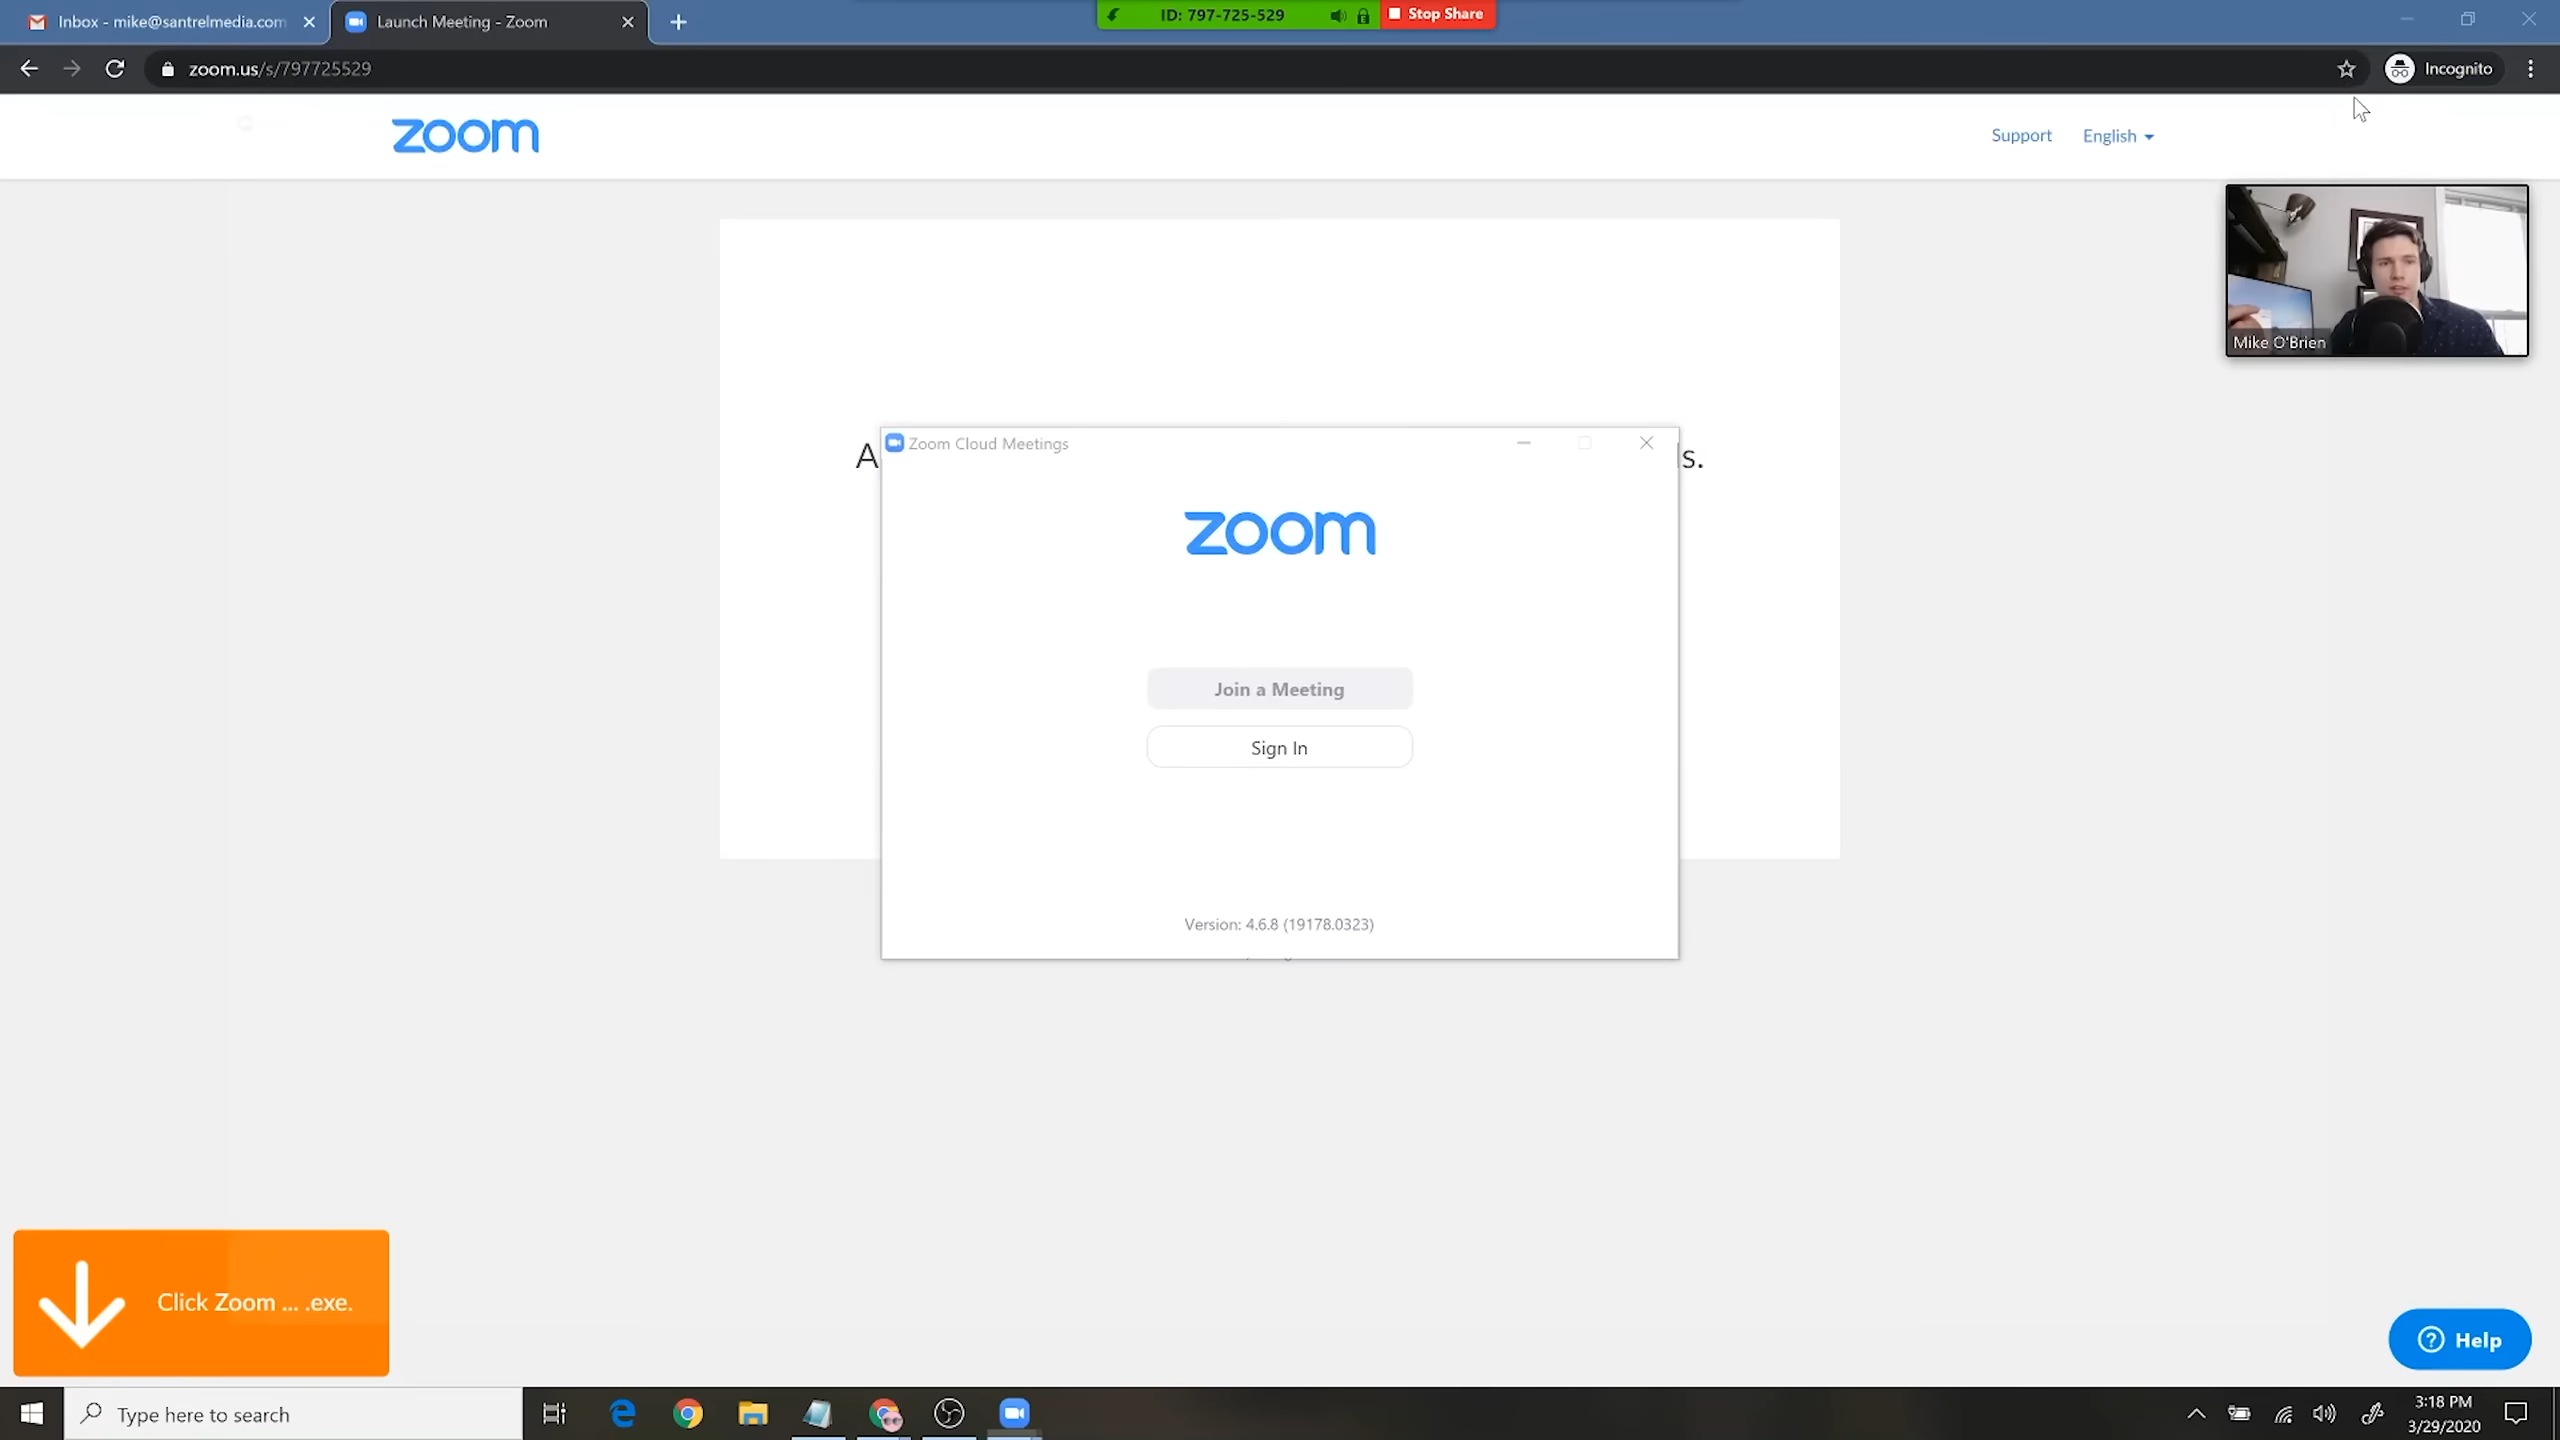 Inbox - mike@santrelmedia.com
Launch Meeting - Zoom
ID: 797-725-529
Stop Share
zoom.us/s/797725529
Incognito
zoom
Support
English
Mike O'Brien
A
s.
Zoom Cloud Meetings
zoom
Join a Meeting
Sign In
Version: 4.6.8 (19178.0323)
Click Zoom ... .exe.
Help
Type here to search
3:18 PM
3/29/2020